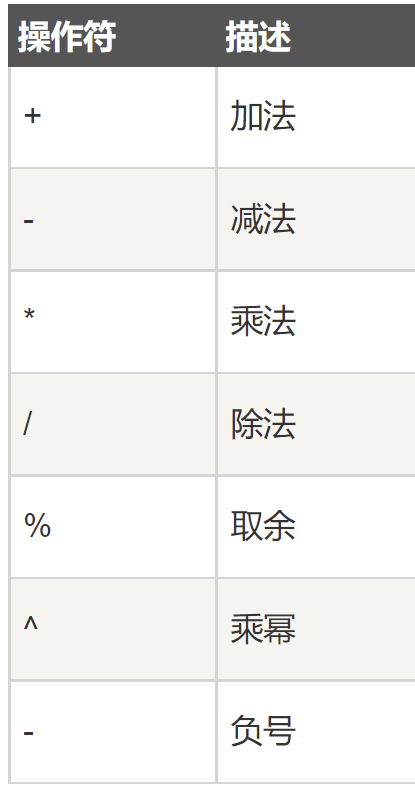 操作符 描述
+ 加法
- 减法
* 乘法
/ 除法
% 取余
^ 乘幂
- 负号